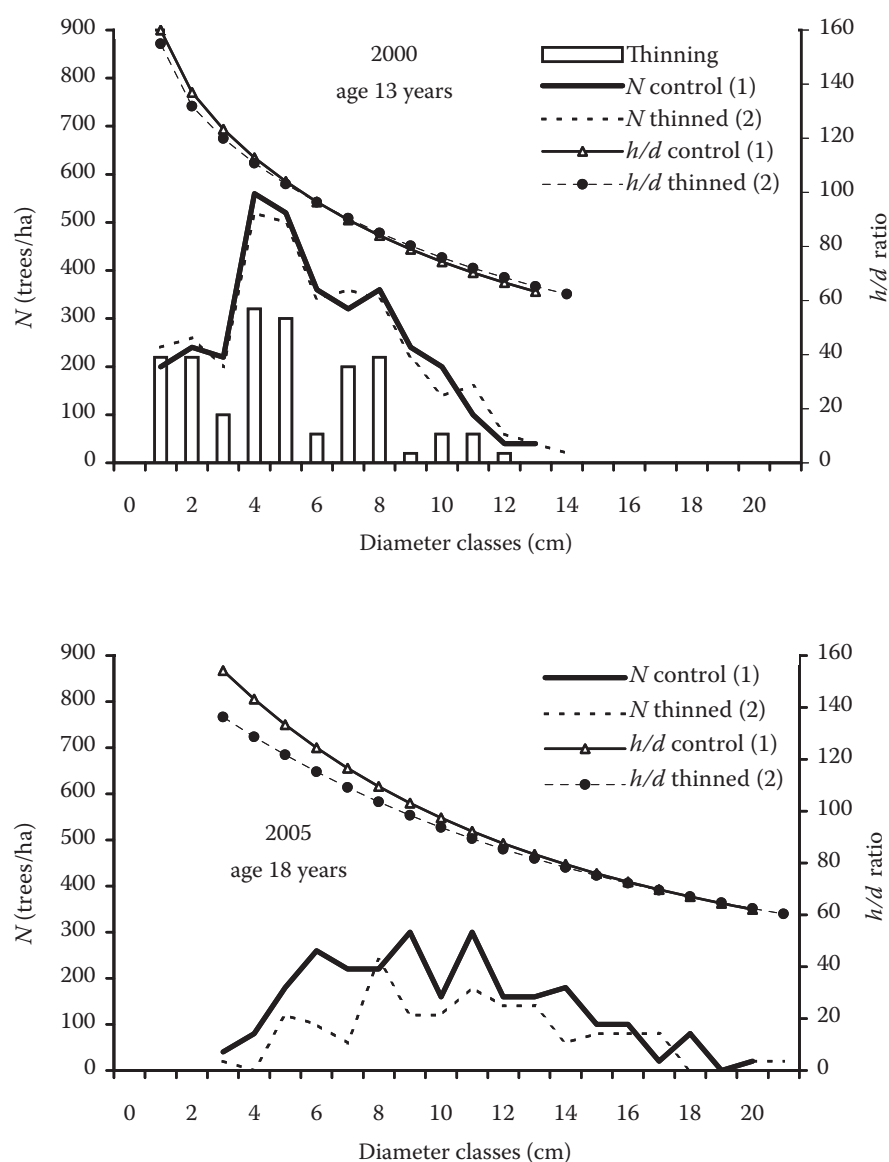 2000
age 13 years
Thinning
N control (1)
N thinned (2)
h/d control (1)
h/d thinned (2)
900
800
700
600
500
400
300
200
100
0
N (trees/ha)
160
140
120
100
80
60
40
20
0
h/d ratio
0 2 4 6 8 10 12 14 16 18 20
Diameter classes (cm)
N control (1)
N thinned (2)
h/d control (1)
h/d thinned (2)
2005
age 18 years
900
800
700
600
500
400
300
200
100
0
N (trees/ha)
160
140
120
100
80
60
40
20
0
h/d ratio
0 2 4 6 8 10 12 14 16 18 20
Diameter classes (cm)